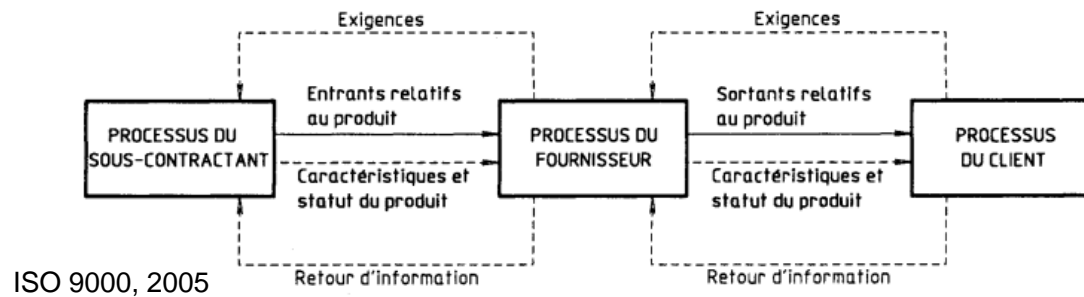 Exigences
Exigences
Entrants relatifs
au produit
Sortants relatifs
au produit
PROCESSUS DU
SOUS-CONTRACTANT
PROCESSUS DU
FOURNISSEUR
PROCESSUS
DU CLIENT
Caractéristiques et
statut du produit
Caractéristiques et
statut du produit
Retour d'information
Retour d'information
ISO 9000, 2005